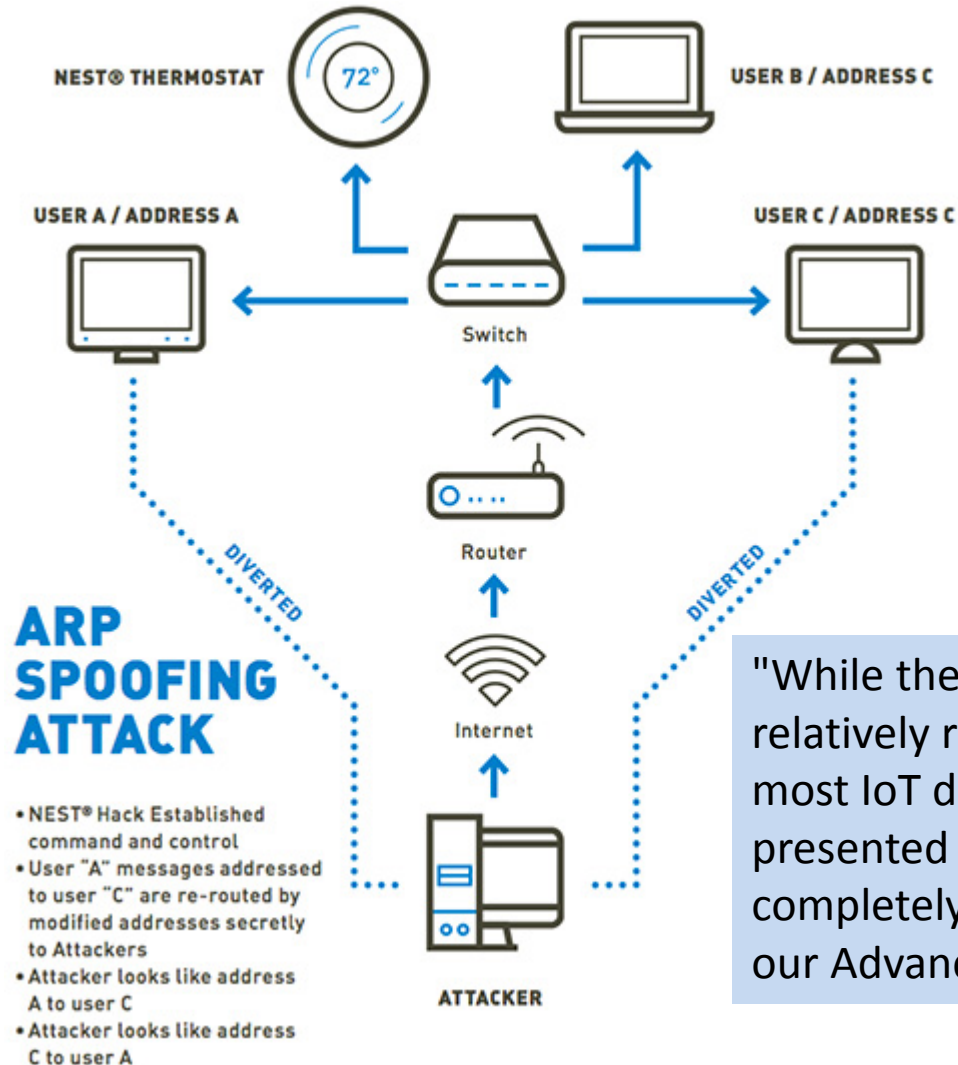 NEST® THERMOSTAT
72°
USER B / ADDRESS C
USER A / ADDRESS A
USER C / ADDRESS C
Switch
Router
DIVERTED
DIVERTED
Internet
ARP
SPOOFING
ATTACK
• NEST® Hack Established
command and control
• User "A" messages addressed
to user "C" are re-routed by
modified addresses secretly
to Attackers
• Attacker looks like address
A to user C
• Attacker looks like address
C to user A
ATTACKER
"While the
relatively r
most IoT d
presented
completely
our Advanc